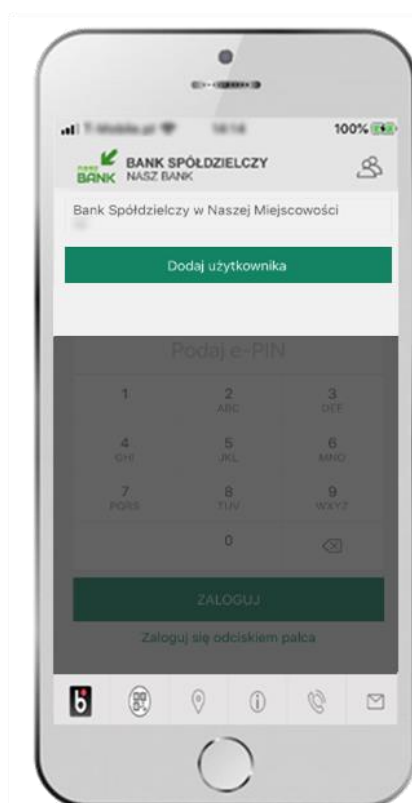 100%
nasz BANK
BANK SPÓŁDZIELCZY
NASZ BANK
Bank Spółdzielczy w Naszej Miejscowości
Dodaj użytkownika
Podaj e-PIN
1 2 3
ABC DEF
4 5 6
GHI JKL MNO
7 8 9
PQRS TUV WXYZ
0
ZALOGUJ
Zaloguj się odciskiem palca